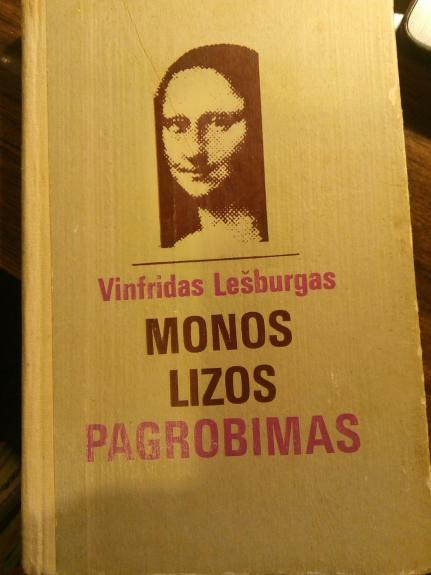 Vinfridas Lešburgas
MONOS
LIZOS
PAGROBIMAS